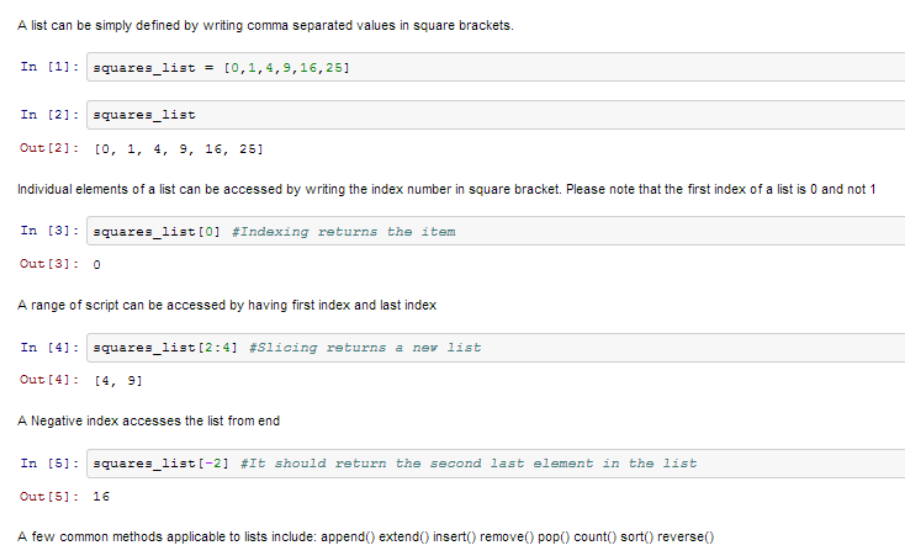 A list can be simply defined by writing comma separated values in square brackets.
In [1]: squares_list = [0,1,4,9,16,25]
In [2]: squares_list
Out[2]: [0, 1, 4, 9, 16, 25]
Individual elements of a list can be accessed by writing the index number in square bracket. Please note that the first index of a list is 0 and not 1
In [3]: squares_list[0] #Indexing returns the item
Out[3]: 0
A range of script can be accessed by having first index and last index
In [4]: squares_list[2:4] #Slicing returns a new list
Out[4]: [4, 9]
A Negative index accesses the list from end
In [5]: squares_list[-2] #It should return the second last element in the list
Out[5]: 16
A few common methods applicable to lists include: append() extend() insert() remove() pop() count() sort() reverse()